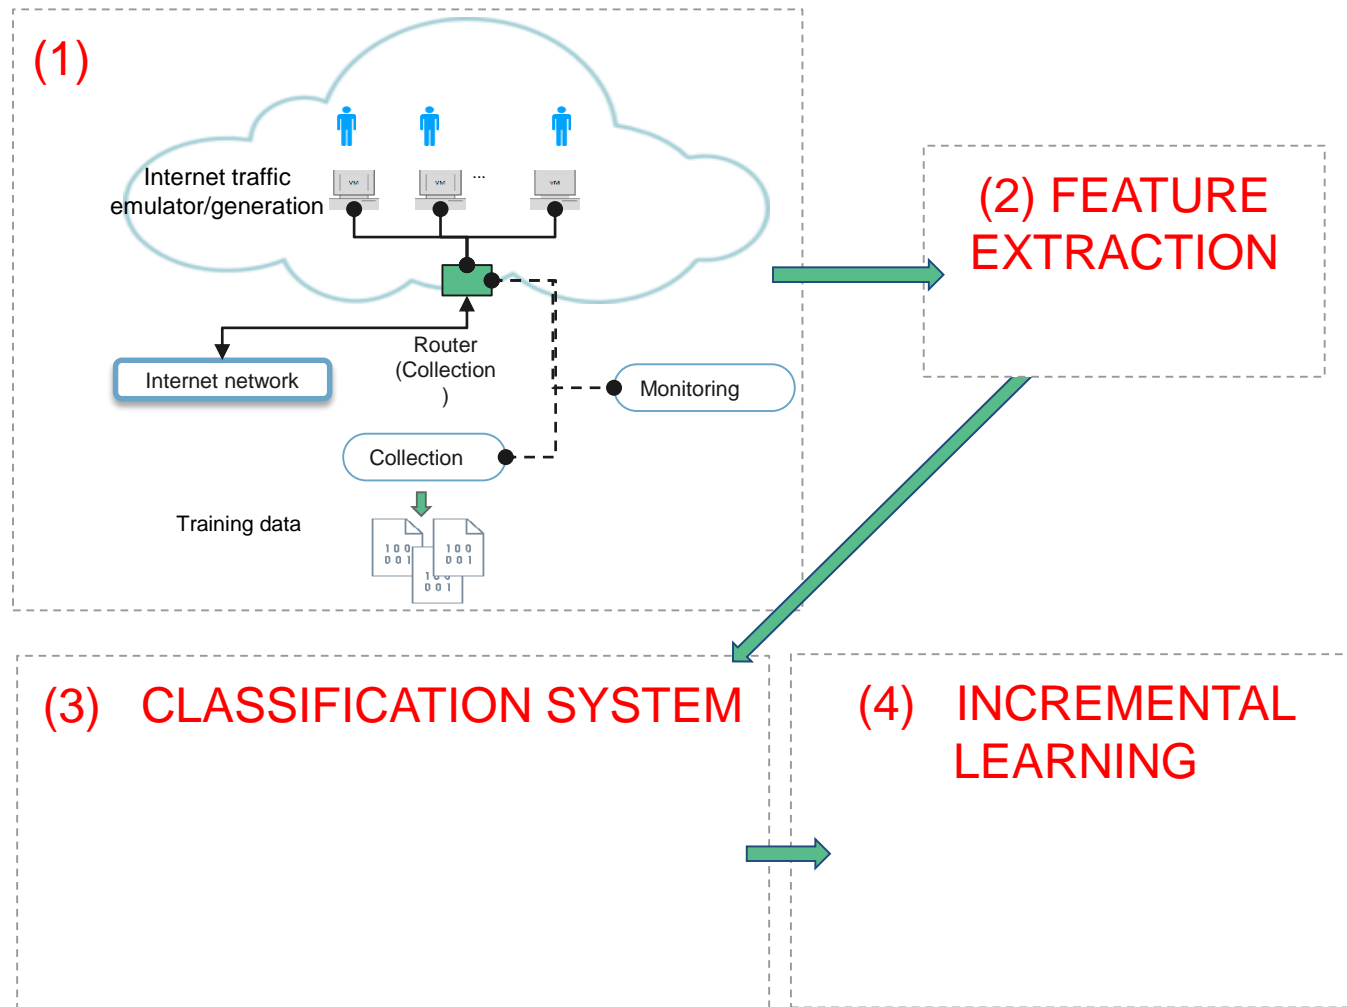 (1)
VM
VM
...
VM
Internet traffic
emulator/generation
Router
(Collection
)
Internet network
Monitoring
Collection
Training data
100
001
100
001
100
001
(2) FEATURE
EXTRACTION
(3) CLASSIFICATION SYSTEM
(4) INCREMENTAL
LEARNING